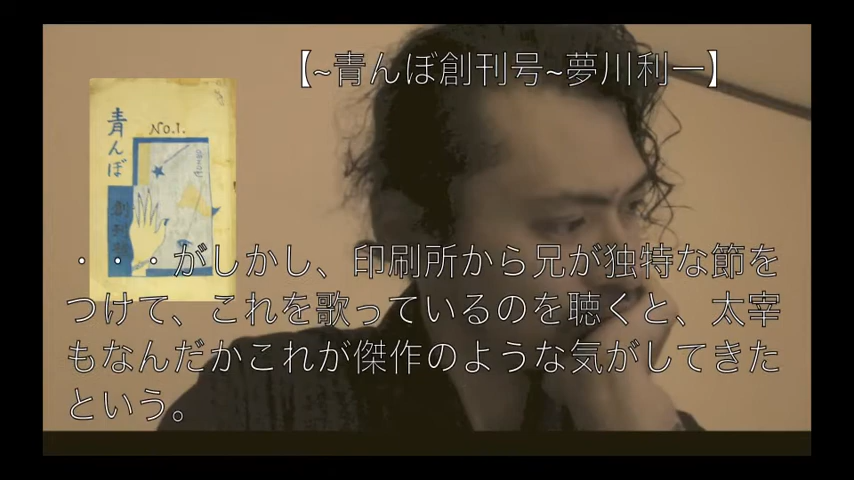 【~青んぼ創刊号~夢川利一】
青んぼ
No.1.
創刊号
・・・がしかし、印刷所から兄が独特な節を
つけて、これを歌っているのを聴くと、太宰
もなんだかこれが傑作のような気がしてきた
という。